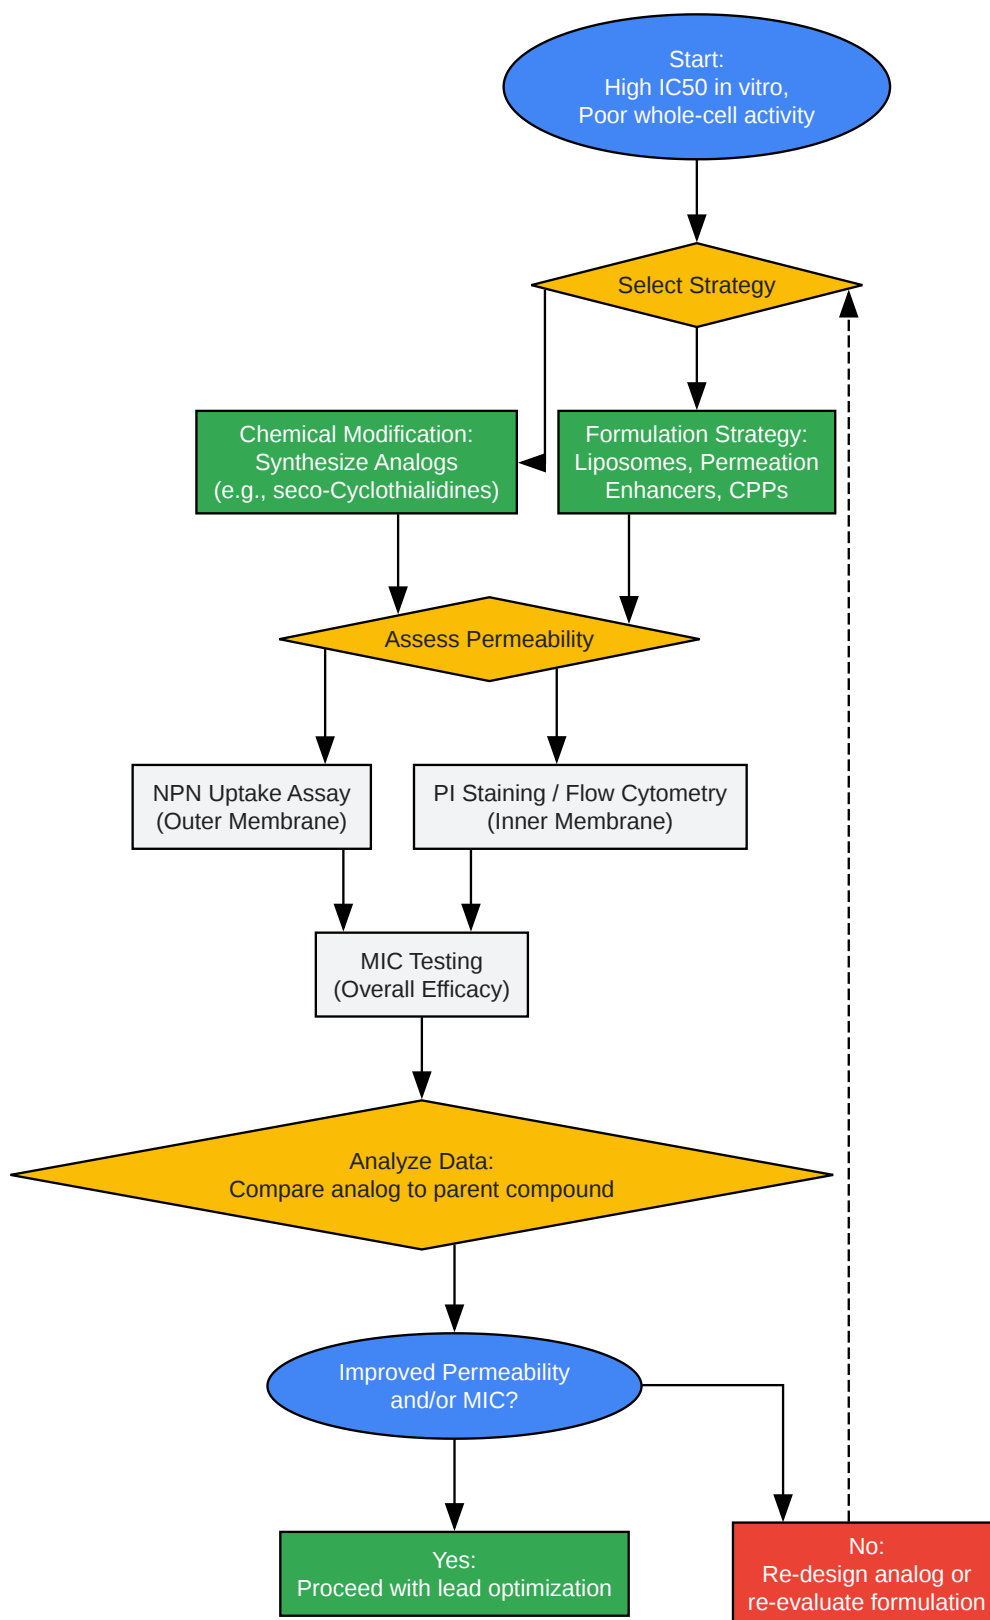 Start:
High IC50 in vitro,
Poor whole-cell activity
Select Strategy
Chemical Modification:
Synthesize Analogs
(e.g., seco-Cyclothialidines)
Formulation Strategy:
Liposomes, Permeation
Enhancers, CPPs
Assess Permeability
NPN Uptake Assay
(Outer Membrane)
PI Staining / Flow Cytometry
(Inner Membrane)
MIC Testing
(Overall Efficacy)
Analyze Data:
Compare analog to parent compound
Improved Permeability
and/or MIC?
Yes:
Proceed with lead optimization
No:
Re-design analog or
re-evaluate formulation